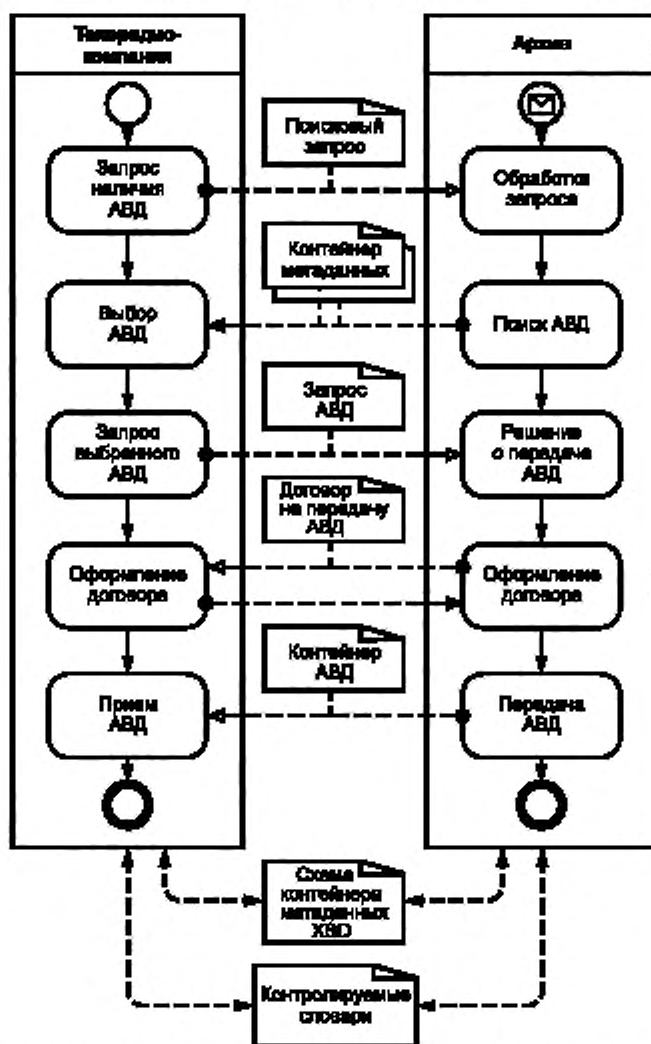 Телерадио-
компания
Архив
Поисковый
запрос
Запрос
наличия
АВД
Обработка
запроса
Контейнер
метаданных
Выбор
АВД
Поиск АВД
Запрос
АВД
Запрос
выбранного
АВД
Решение
о передаче
АВД
Договор
на передачу
АВД
Оформление
договора
Оформление
договора
Контейнер
АВД
Прием
АВД
Передача
АВД
Схема
контейнера
метаданных
Контролируемые
словари